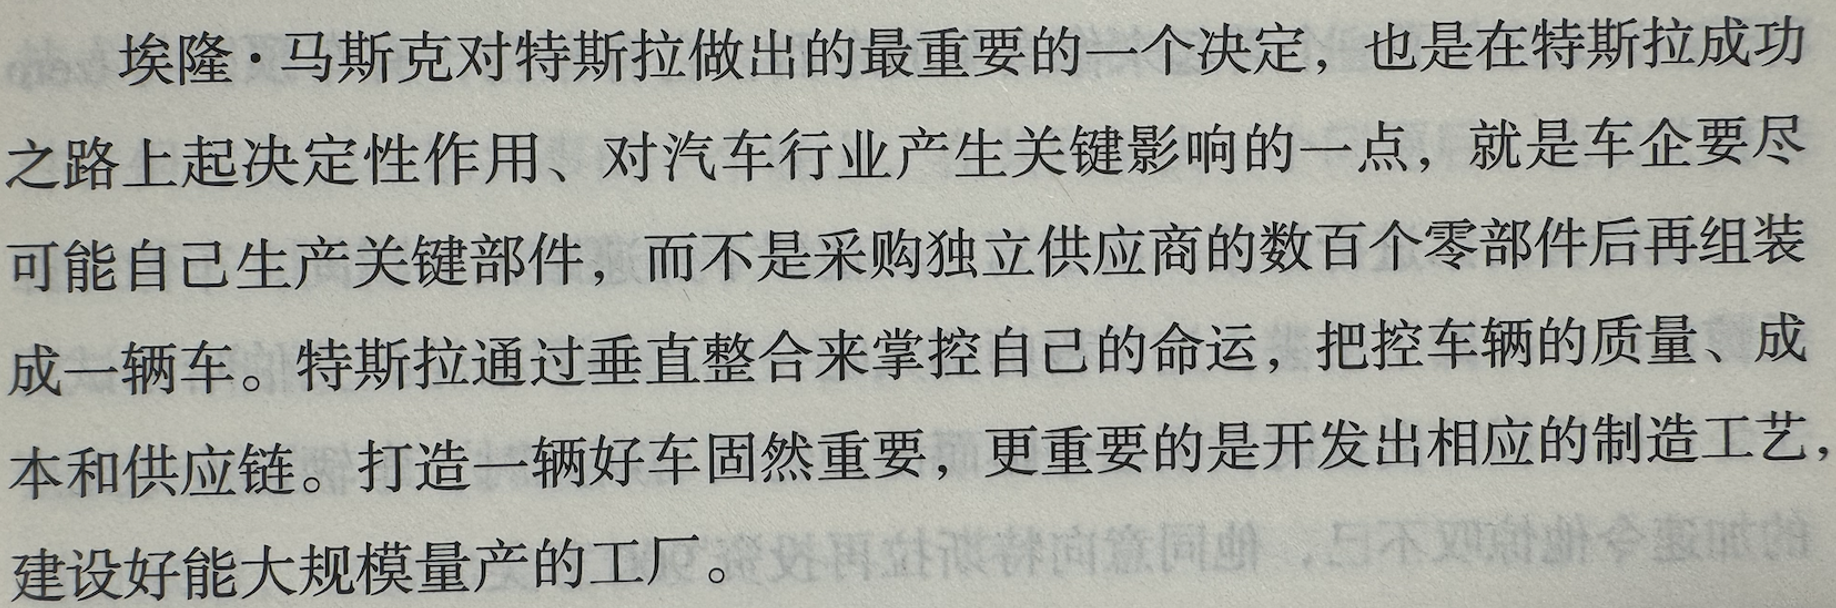 埃隆·马斯克对特斯拉做出的最重要的一个决定，也是在特斯拉成功
之路上起决定性作用、对汽车行业产生关键影响的一点，就是车企要尽
可能自己生产关键部件，而不是采购独立供应商的数百个零部件后再组装
成一辆车。特斯拉通过垂直整合来掌控自己的命运，把控车辆的质量、成
本和供应链。打造一辆好车固然重要，更重要的是开发出相应的制造工艺，
建设好能大规模量产的工厂。